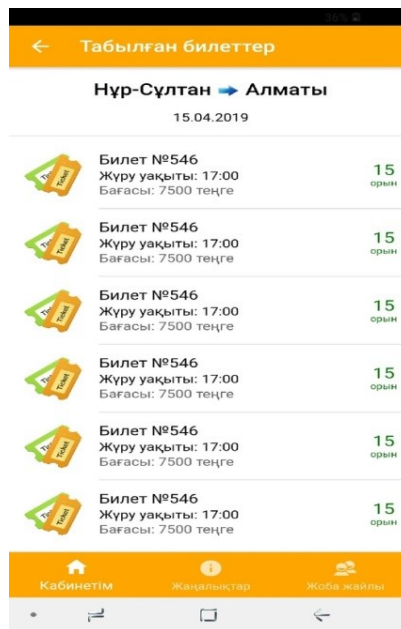 36%
Табылған билеттер
Нұр-Сұлтан Алматы
15.04.2019
Билет №546
Жүру уақыты: 17:00
Бағасы: 7500 теңге
15
орын
Билет №546
Жүру уақыты: 17:00
Бағасы: 7500 теңге
15
орын
Билет №546
Жүру уақыты: 17:00
Бағасы: 7500 теңге
15
орын
Билет №546
Жүру уақыты: 17:00
Бағасы: 7500 теңге
15
орын
Билет №546
Жүру уақыты: 17:00
Бағасы: 7500 теңге
15
орын
Билет №546
Жүру уақыты: 17:00
Бағасы: 7500 теңге
15
орын
Кабинетім
Жаңалықтар
Жоба жайлы